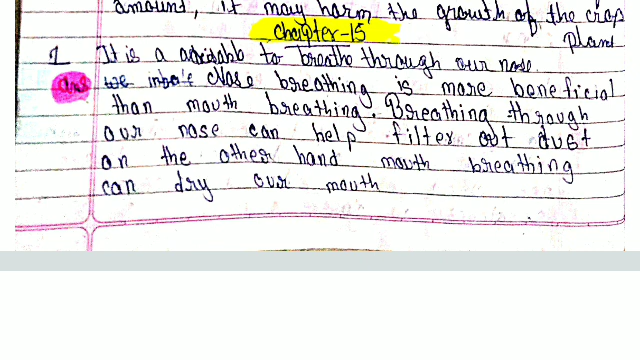 amount, it may harm the growth of the crop
plant
Chapter-15
1 It is a advisable to breathe through our nose
ans we inhale Nose breathing is more beneficial
than mouth breathing. Breathing through
our nose can help filter out dust
on the other hand mouth breathing
can dry our mouth